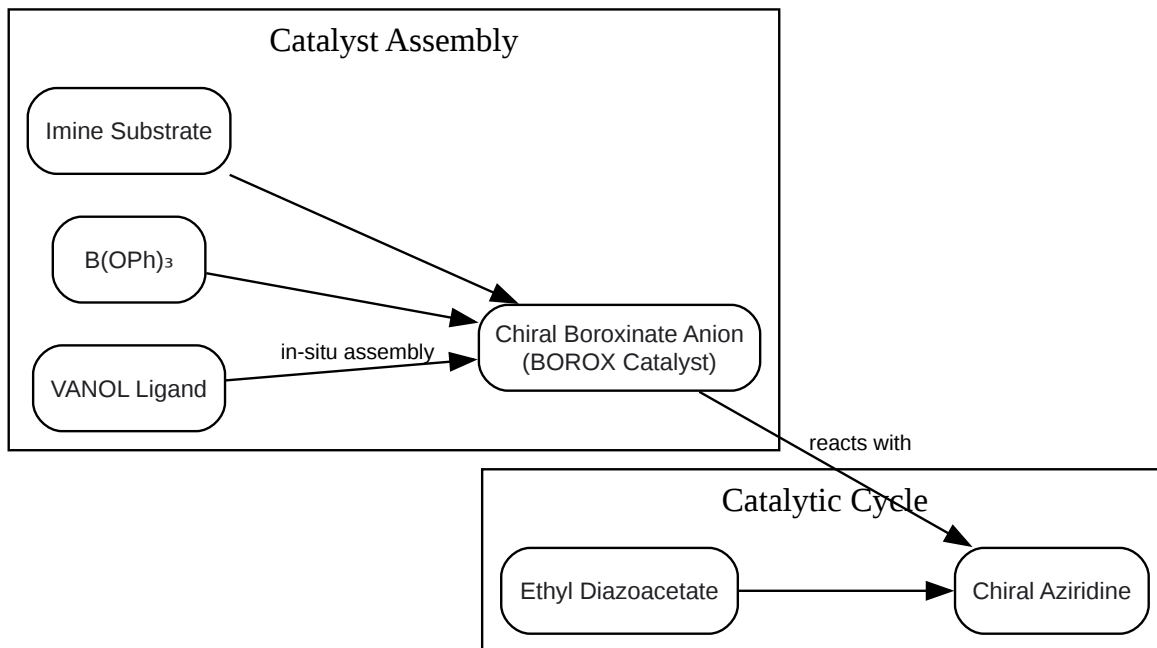 Catalyst Assembly
Imine Substrate
B(OPh)₃
VANOL Ligand
in-situ assembly
Chiral Boroxinate Anion
(BOROX Catalyst)
reacts with
Catalytic Cycle
Ethyl Diazoacetate
Chiral Aziridine